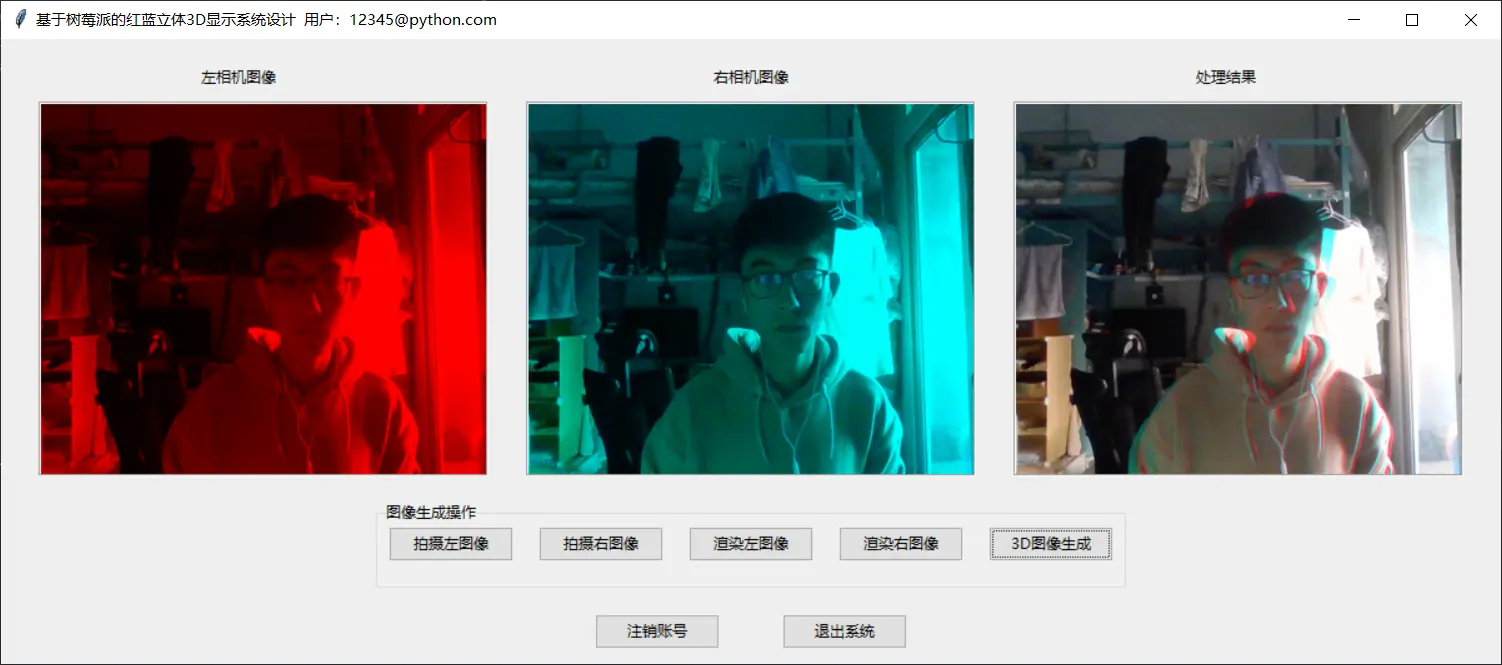 基于树莓派的红蓝立体3D显示系统设计 用户：12345@python.com
左相机图像
右相机图像
处理结果
图像生成操作
拍摄左图像
拍摄右图像
渲染左图像
渲染右图像
3D图像生成
注销账号
退出系统